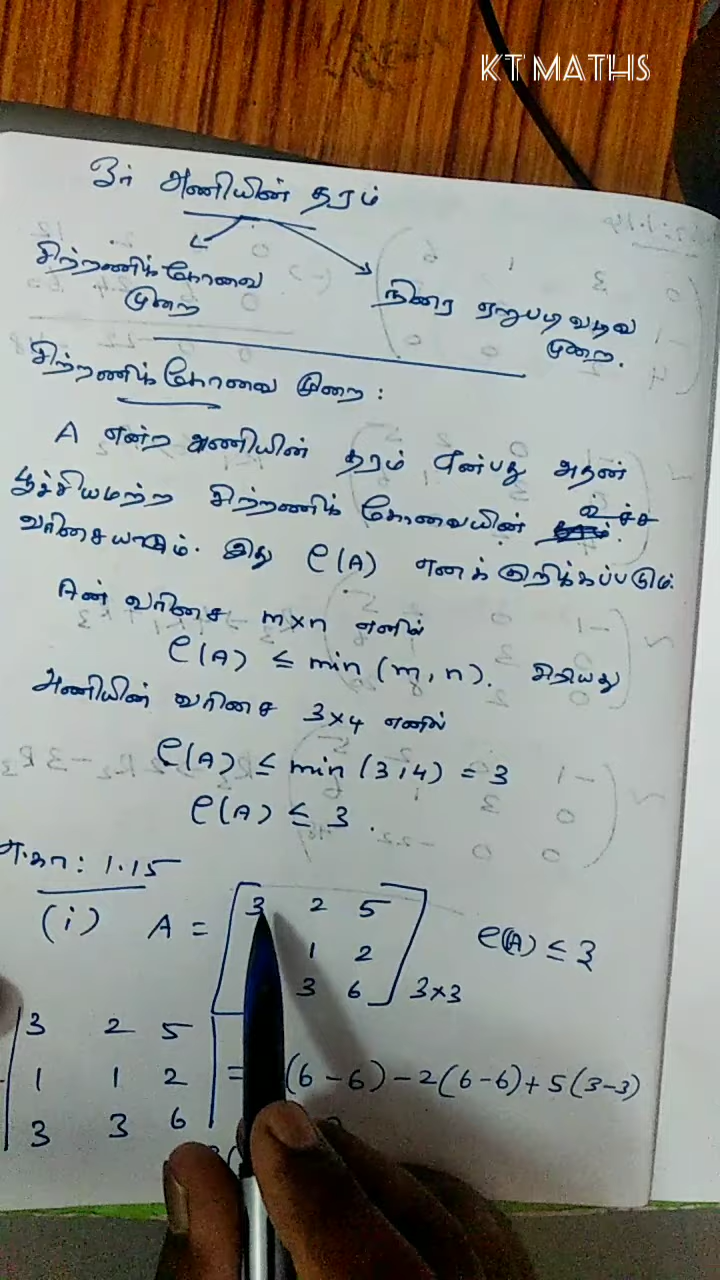 KT MATHS
ஓர் அணியின் தரம்
சிற்றணிக்கோவை
முறை
நிரை ஏறுபடி வடிவ
முறை.
சிற்றணிக்கோவை முறை :
A என்ற அணியின் தரம் என்பது அதன்
பூச்சியமற்ற சிற்றணிக் கோவையின் உச்ச
வரிசையாகும். இது ρ(A) எனக் குறிக்கப்படும்.
Aன் வரிசை m×n எனில்
ρ(A) ≤ min (m, n). சிறியது
அணியின் வரிசை 3×4 எனில்
ρ(A) ≤ min (3, 4) = 3
ρ(A) ≤ 3.
எ.கா : 1.15
(i) A = [ 3 2 5
1 2 ρ(A) ≤ 3
3 6 ] 3×3
3 2 5
1 1 2 = (6-6) - 2(6-6) + 5(3-3)
3 3 6